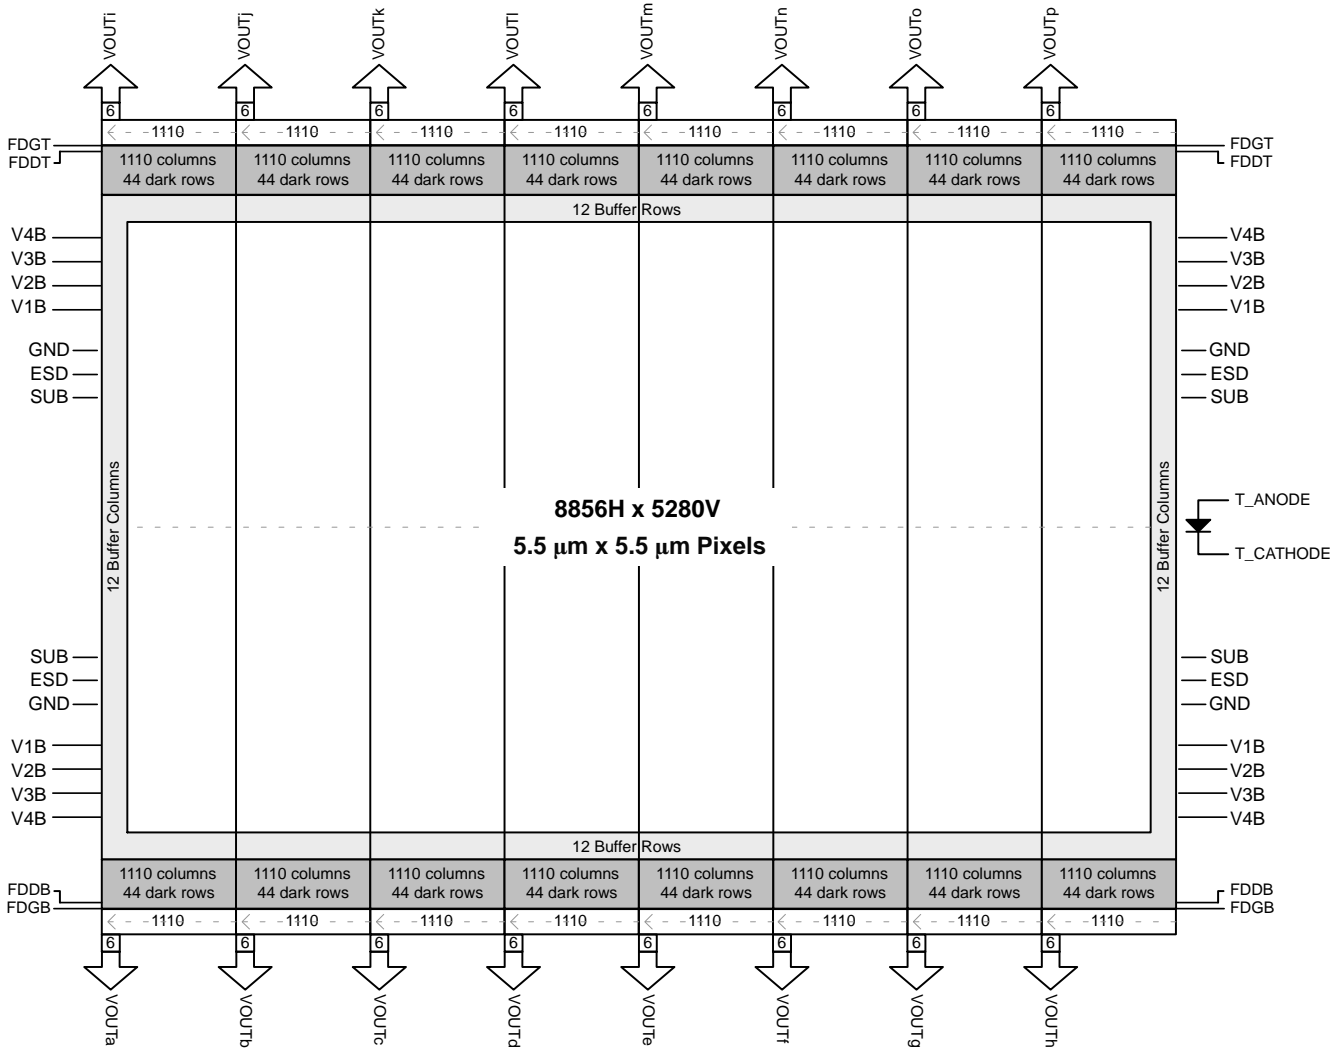 VOUTi VOUTj VOUTk VOUTl VOUTm VOUTn VOUTo VOUTp
6 6 6 6 6 6 6 6
1110 1110 1110 1110 1110 1110 1110 1110
FDGT FDGT
FDDT FDDT
1110 columns 1110 columns 1110 columns 1110 columns 1110 columns 1110 columns 1110 columns 1110 columns
44 dark rows 44 dark rows 44 dark rows 44 dark rows 44 dark rows 44 dark rows 44 dark rows 44 dark rows
12 Buffer Rows
V4B V4B
V3B V3B
V2B V2B
V1B V1B
GND GND
ESD ESD
SUB SUB
12 Buffer Columns 12 Buffer Columns
8856H x 5280V
5.5 μm x 5.5 μm Pixels
T_ANODE
T_CATHODE
SUB SUB
ESD ESD
GND GND
V1B V1B
V2B V2B
V3B V3B
V4B V4B
12 Buffer Rows
1110 columns 1110 columns 1110 columns 1110 columns 1110 columns 1110 columns 1110 columns 1110 columns
44 dark rows 44 dark rows 44 dark rows 44 dark rows 44 dark rows 44 dark rows 44 dark rows 44 dark rows
FDDB FDDB
FDGB FDGB
1110 1110 1110 1110 1110 1110 1110 1110
6 6 6 6 6 6 6 6
VOUTa VOUTb VOUTc VOUTd VOUTe VOUTf VOUTg VOUTh